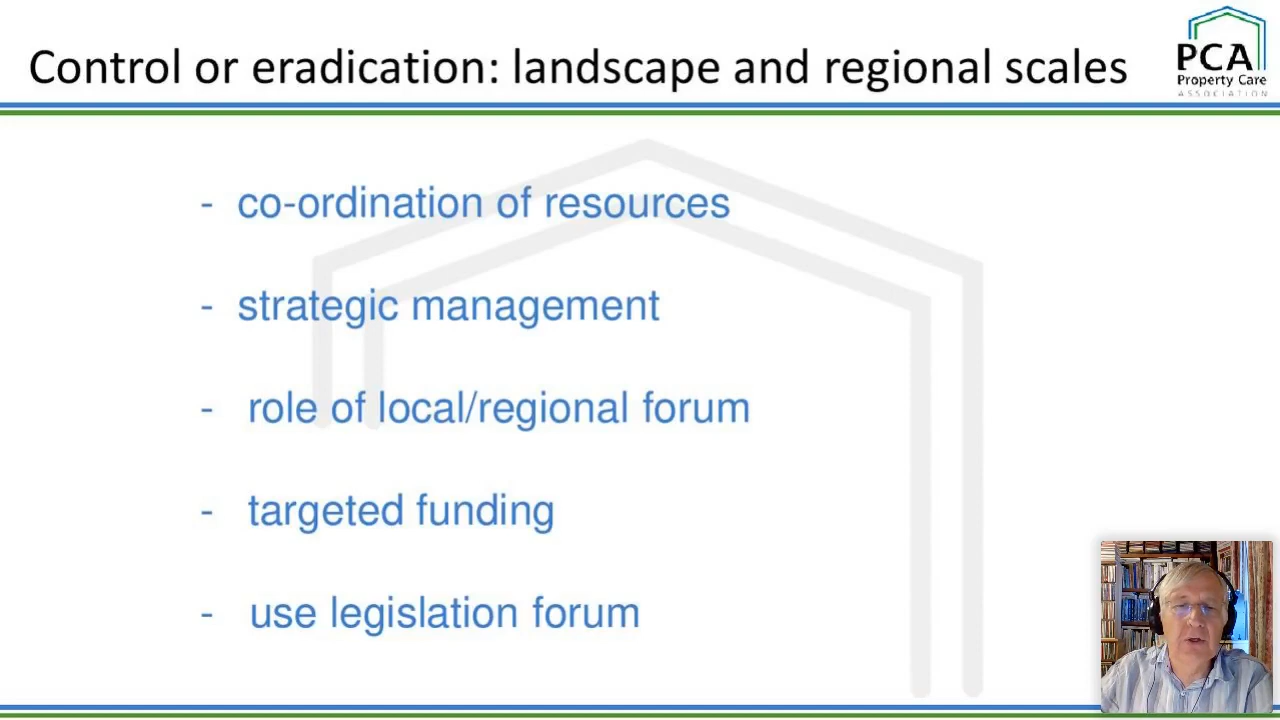 Control or eradication: landscape and regional scales
PCA
Property Care
ASSOCIATION
- co-ordination of resources
- strategic management
- role of local/regional forum
- targeted funding
- use legislation forum